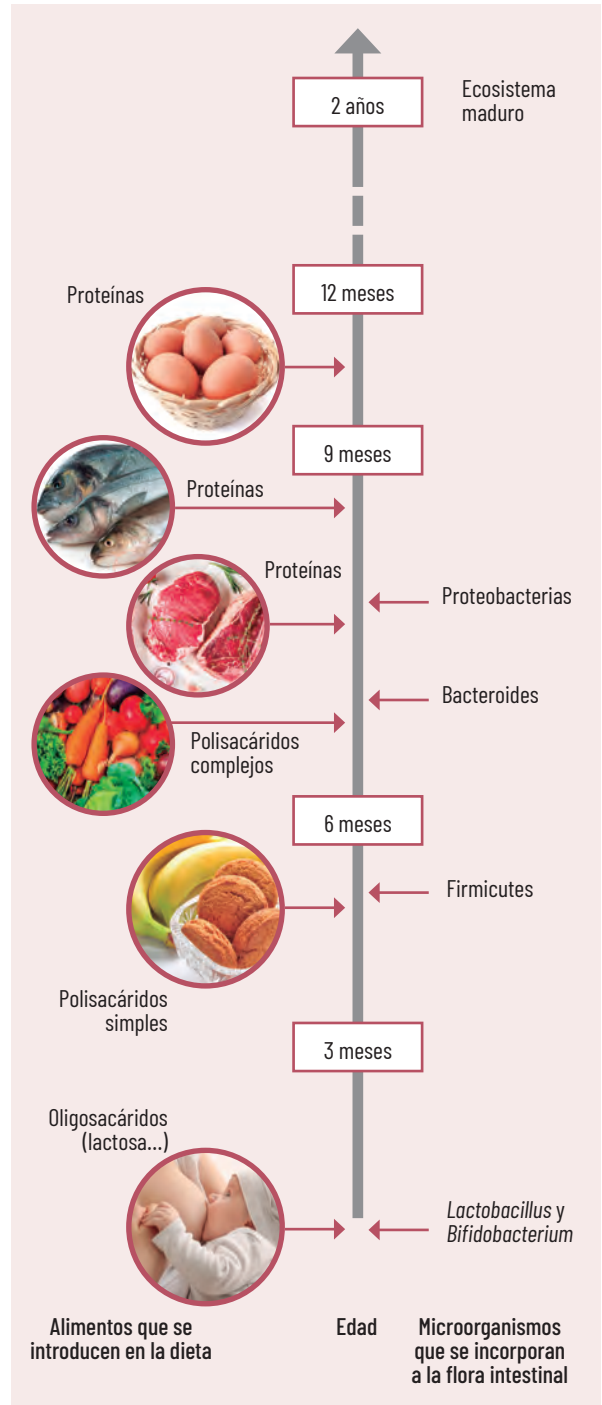 2 años
Ecosistema
maduro
12 meses
Proteínas
9 meses
Proteínas
Proteínas
Proteobacterias
Bacteroides
Polisacáridos
complejos
6 meses
Firmicutes
Polisacáridos
simples
3 meses
Oligosacáridos
(lactosa...)
Lactobacillus y
Bifidobacterium
Alimentos que se
introducen en la dieta
Edad
Microorganismos
que se incorporan
a la flora intestinal